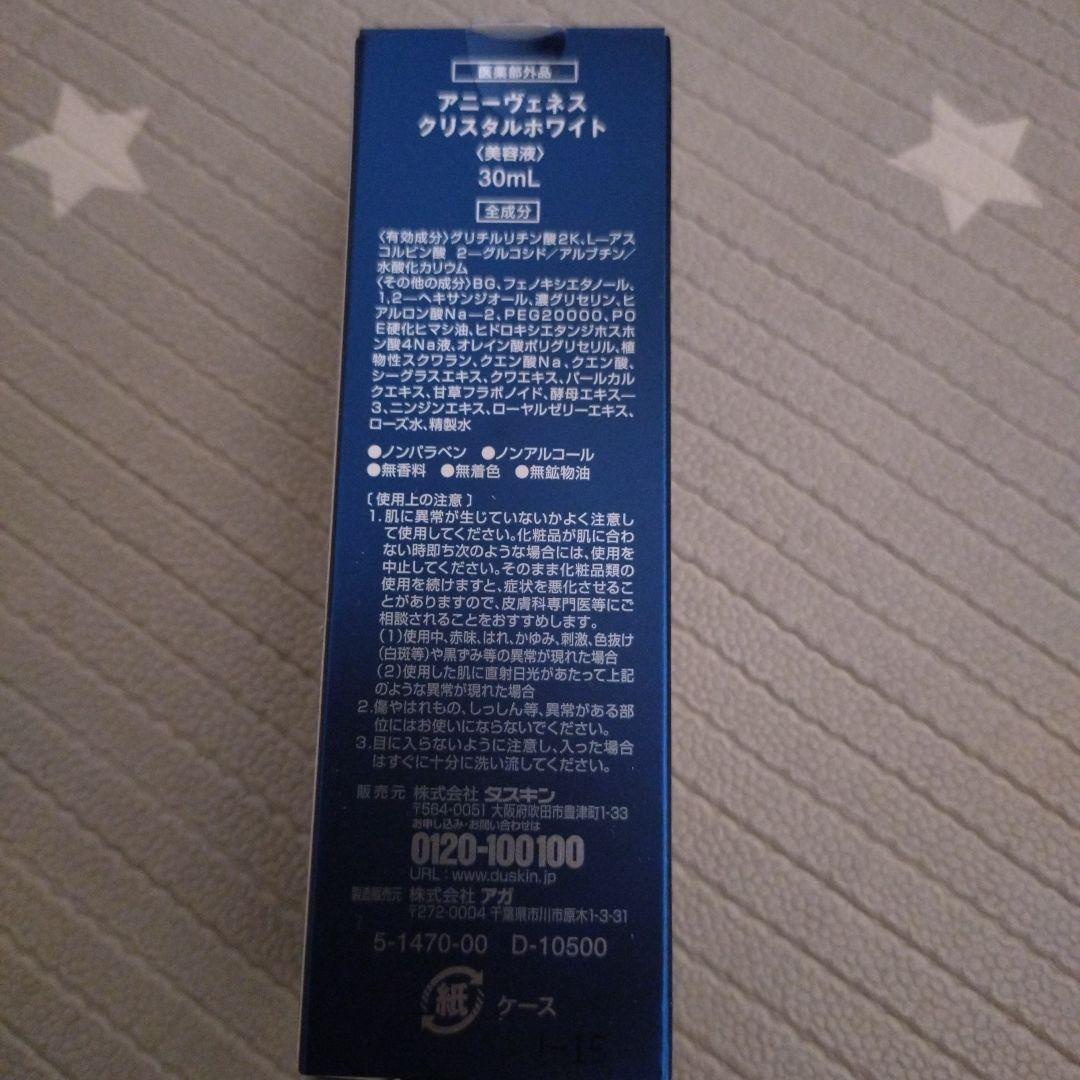 医薬部外品
アニーヴェネス
クリスタルホワイト
〈美容液〉
30mL
全成分
〈有効成分〉グリチルリチン酸2K、L―アス
コルビン酸 2―グルコシド/アルブチン/
水酸化カリウム
〈その他の成分〉BG、フェノキシエタノール、
1,2―ヘキサンジオール、濃グリセリン、ヒ
アルロン酸Na―2、PEG20000、PO
E硬化ヒマシ油、ヒドロキシエタンジホスホ
ン酸4Na液、オレイン酸ポリグリセリル、植
物性スクワラン、クエン酸Na、クエン酸、
シーグラスエキス、クワエキス、パールカル
クエキス、甘草フラボノイド、酵母エキス―
3、ニンジンエキス、ローヤルゼリーエキス、
ローズ水、精製水
●ノンパラベン ●ノンアルコール
●無香料 ●無着色 ●無鉱物油
〔使用上の注意〕
1.肌に異常が生じていないかよく注意し
て使用してください。化粧品が肌に合わ
ない時即ち次のような場合には、使用を
中止してください。そのまま化粧品類の
使用を続けますと、症状を悪化させるこ
とがありますので、皮膚科専門医等にご
相談されることをおすすめします。
(1)使用中、赤味、はれ、かゆみ、刺激、色抜け
(白斑等)や黒ずみ等の異常が現れた場合
(2)使用した肌に直射日光があたって上記
のような異常が現れた場合
2.傷やはれもの、しっしん等、異常がある部
位にはお使いにならないでください。
3.目に入らないように注意し、入った場合
はすぐに十分に洗い流してください。
販売元 株式会社 ダスキン
〒564-0051 大阪府吹田市豊津町1-33
お申し込み・お問い合わせは
0120-100100
URL:www.duskin.jp
製造販売元 株式会社 アガ
〒272-0004 千葉県市川市原木1-3-31
5-1470-00 D-10500
紙 ケース